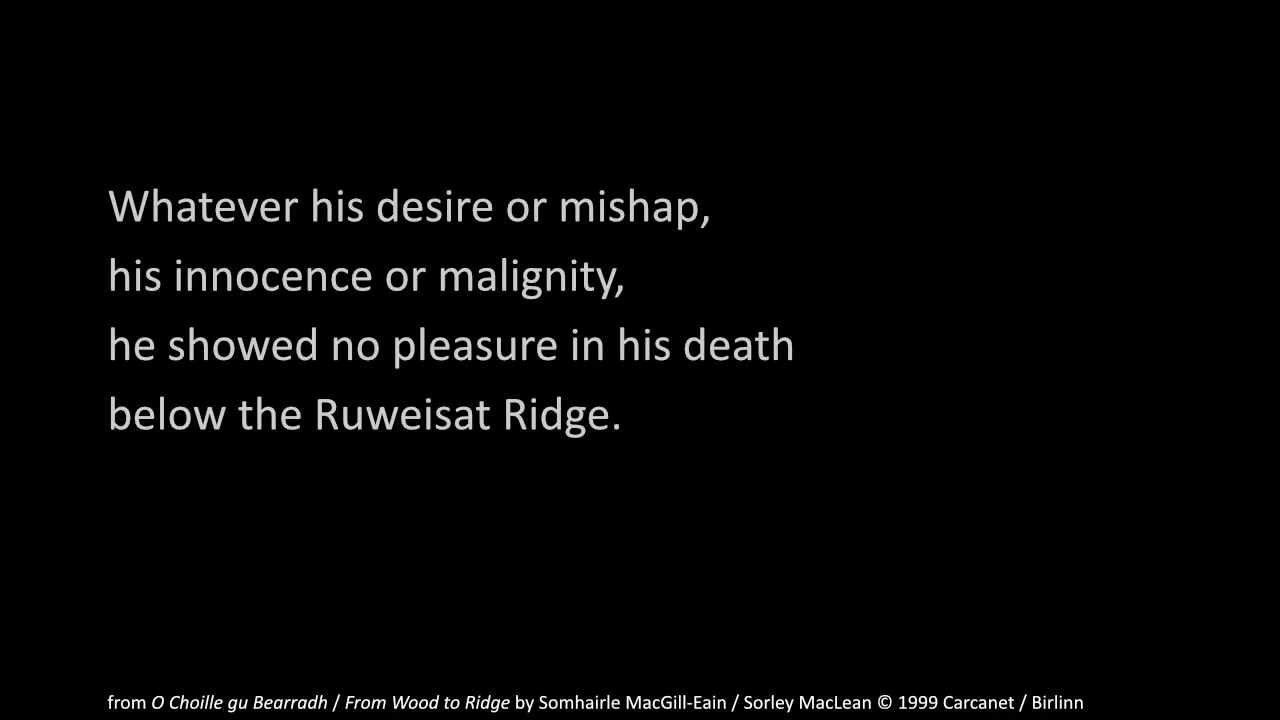 Whatever his desire or mishap,
his innocence or malignity,
he showed no pleasure in his death
below the Ruweisat Ridge.
from O Choille gu Bearradh / From Wood to Ridge by Somhairle MacGill-Eain / Sorley MacLean © 1999 Carcanet / Birlinn